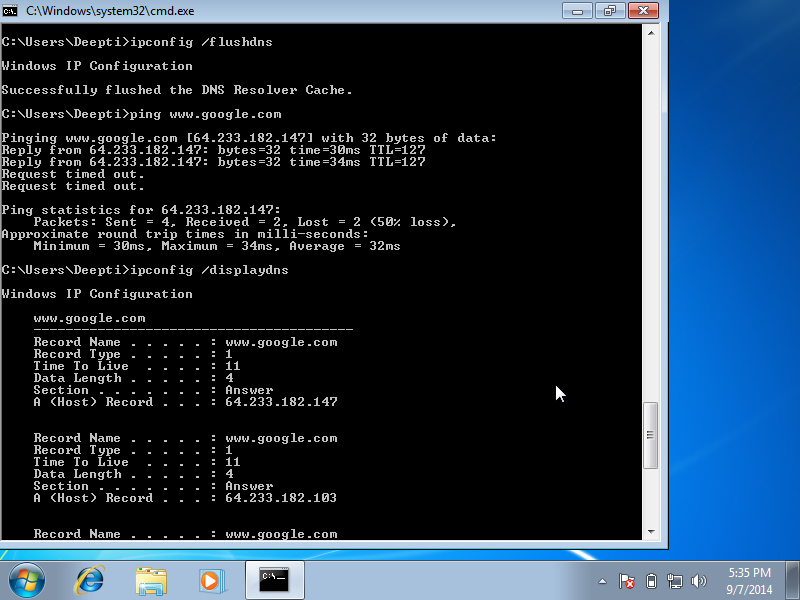 C:\Windows\system32\cmd.exe
C:\Users\Deepti>ipconfig /flushdns
Windows IP Configuration
Successfully flushed the DNS Resolver Cache.
C:\Users\Deepti>ping www.google.com
Pinging www.google.com [64.233.182.147] with 32 bytes of data:
Reply from 64.233.182.147: bytes=32 time=30ms TTL=127
Reply from 64.233.182.147: bytes=32 time=34ms TTL=127
Request timed out.
Request timed out.
Ping statistics for 64.233.182.147:
    Packets: Sent = 4, Received = 2, Lost = 2 (50% loss),
Approximate round trip times in milli-seconds:
    Minimum = 30ms, Maximum = 34ms, Average = 32ms
C:\Users\Deepti>ipconfig /displaydns
Windows IP Configuration
    www.google.com
    ----------------------------------------
    Record Name . . . . . : www.google.com
    Record Type . . . . . : 1
    Time To Live  . . . . : 11
    Data Length . . . . . : 4
    Section . . . . . . . : Answer
    A (Host) Record . . . : 64.233.182.147
    Record Name . . . . . : www.google.com
    Record Type . . . . . : 1
    Time To Live  . . . . : 11
    Data Length . . . . . : 4
    Section . . . . . . . : Answer
    A (Host) Record . . . : 64.233.182.103
    Record Name . . . . . : www.google.com
C:\_
5:35 PM
9/7/2014